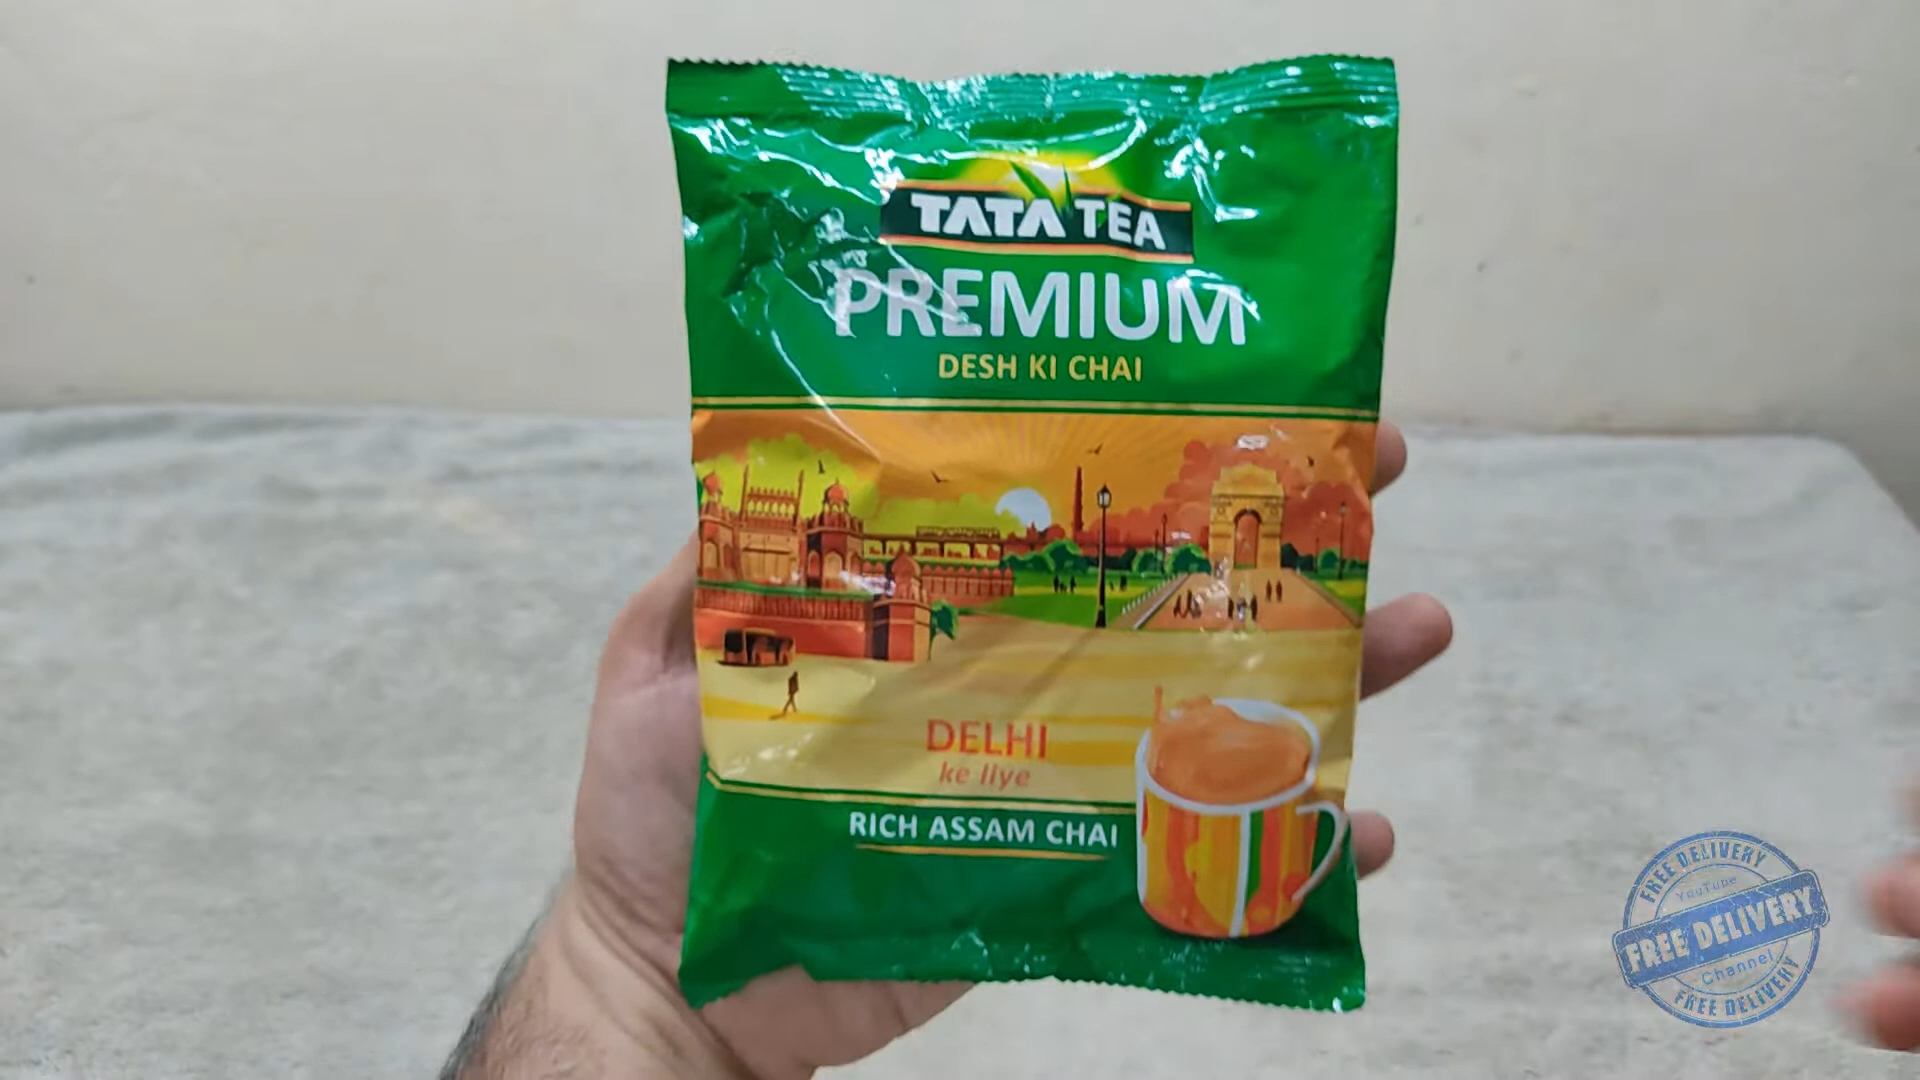 TATA TEA
PREMIUM
DESH KI CHAI
DELHI
ke liye
RICH ASSAM CHAI
FREE DELIVERY
YouTube
FREE DELIVERY
Channel
FREE DELIVERY